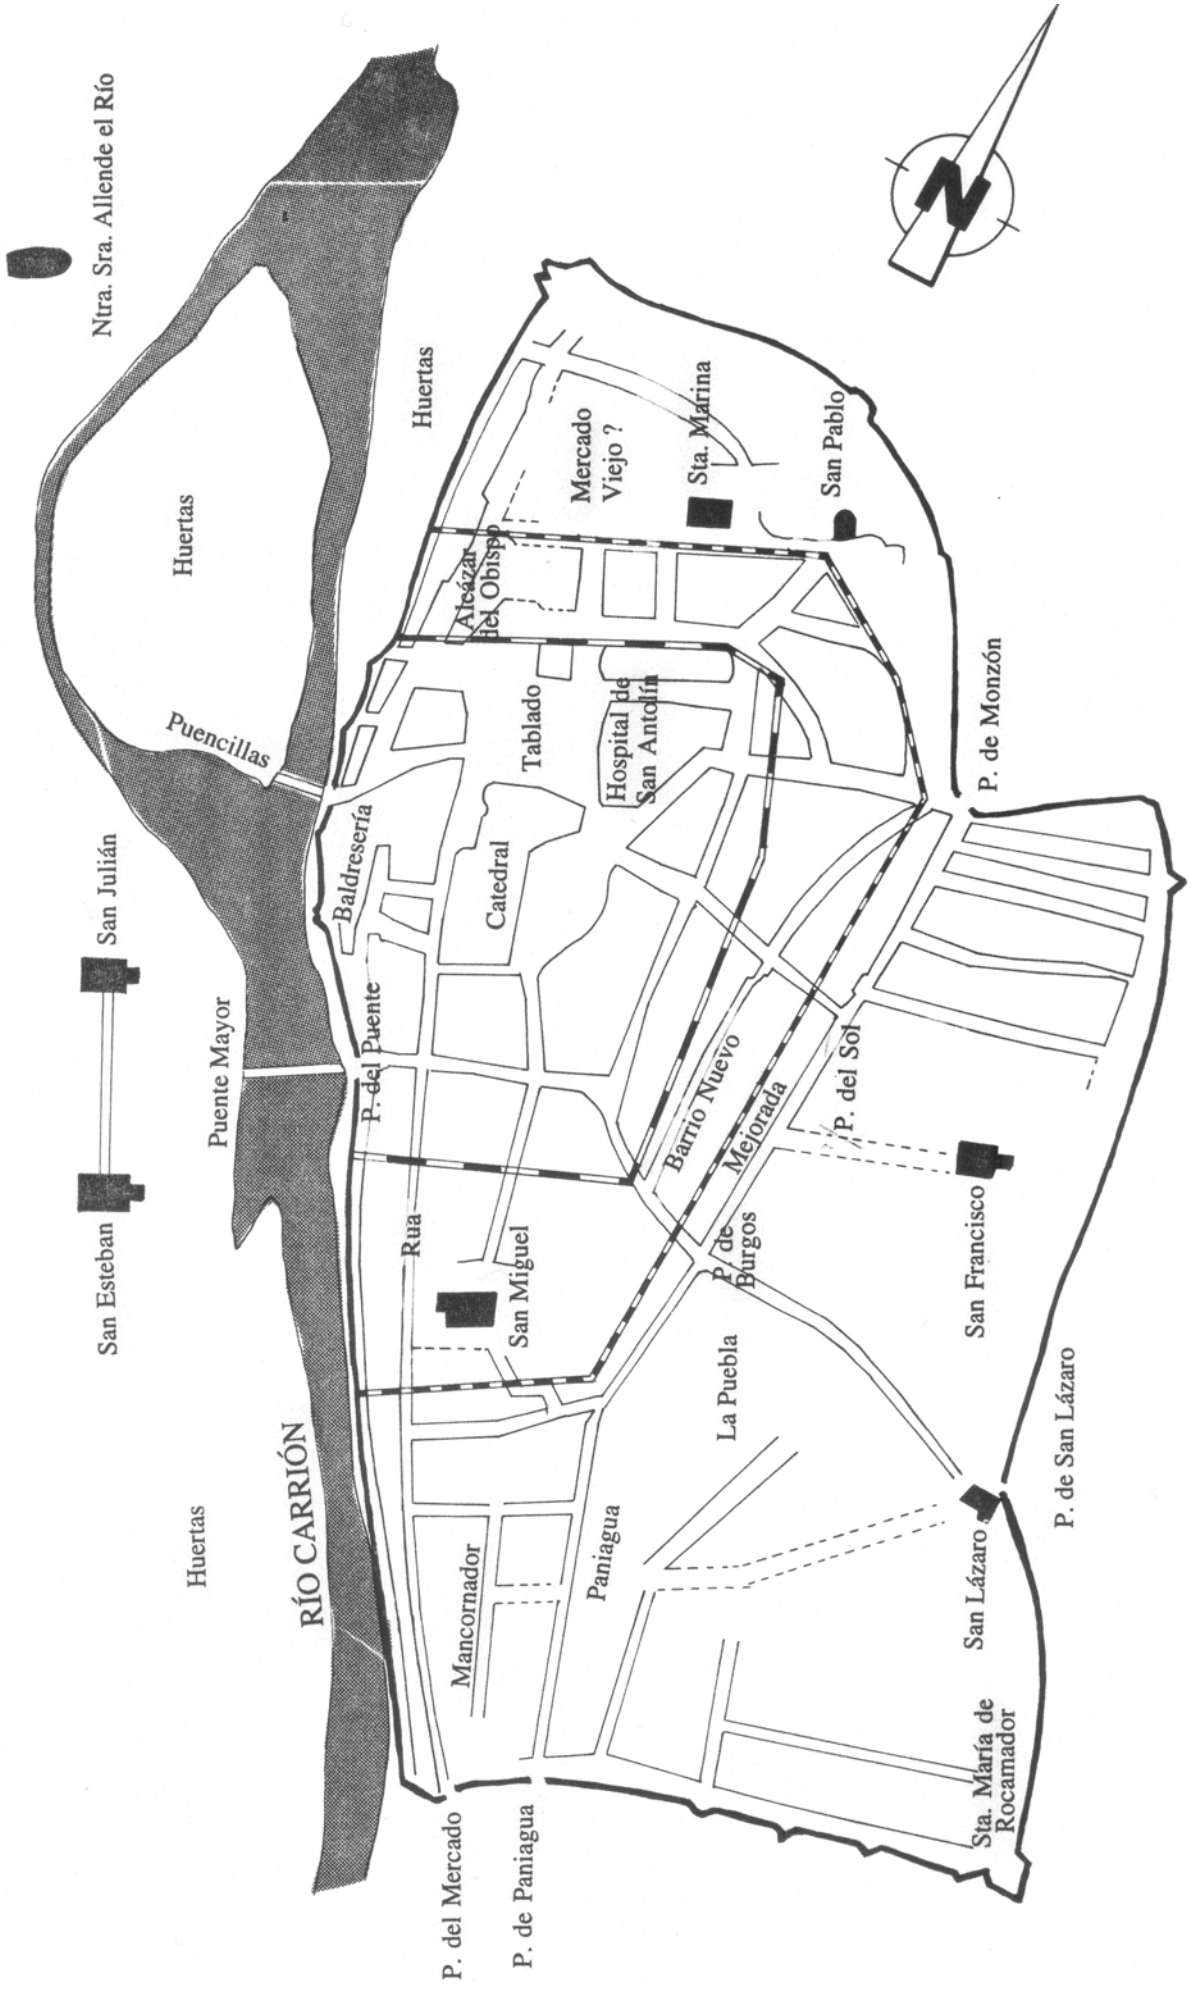 Ntra. Sra. Allende el Río
San Julián
San Esteban
Puente Mayor
Puencillas
Huertas
Huertas
Huertas
RÍO CARRIÓN
Baldresería
P. del Puente
Rua
Alcázar
del Obispo
Mercado
Viejo ?
Sta. Marina
San Pablo
Tablado
Hospital de
San Antolín
Catedral
San Miguel
Barrio Nuevo
Mejorada
P. del Sol
P. de
Burgos
P. de Monzón
San Francisco
La Puebla
Mancornador
Paniagua
San Lázaro
P. de San Lázaro
Sta. María de
Rocamador
P. del Mercado
P. de Paniagua
N